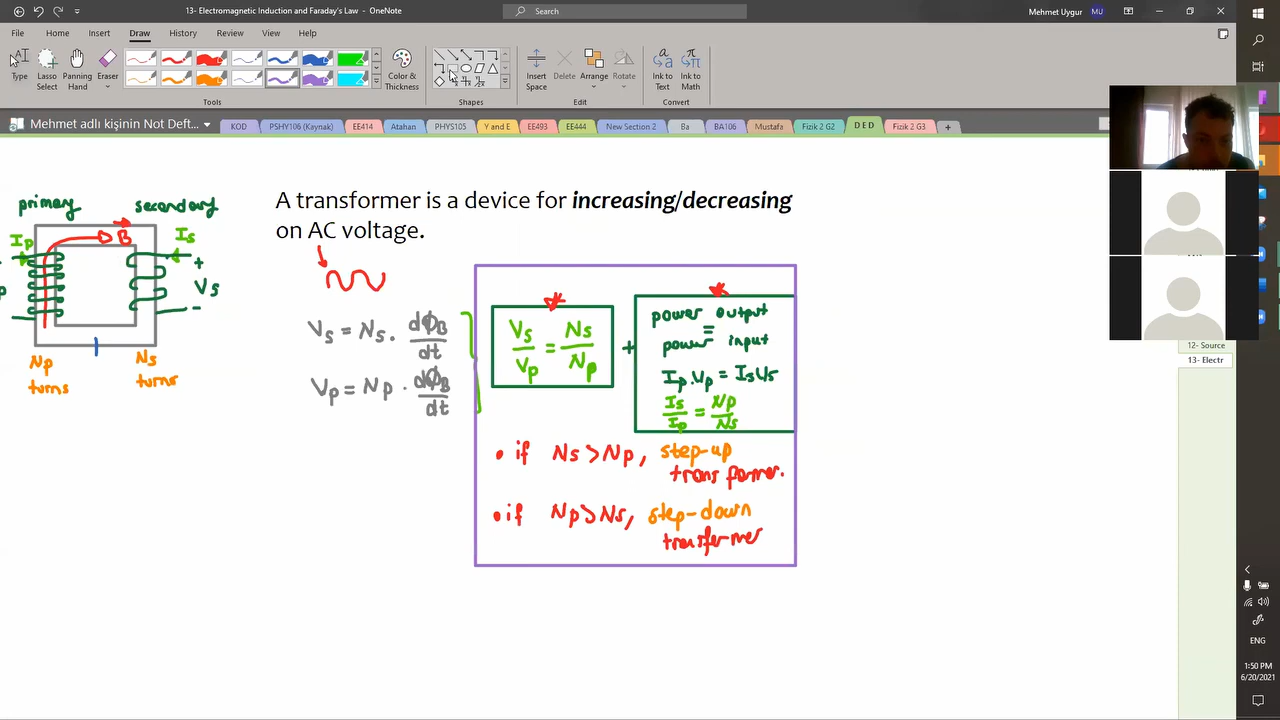 13- Electromagnetic Induction and Faraday's Law - OneNote
Search
Mehmet Uygur
MU
File Home Insert Draw History Review View Help
Type
Lasso Select
Panning Hand
Eraser
Color & Thickness
Insert Space
Delete
Arrange
Rotate
Ink to Text
Ink to Math
Tools
Shapes
Edit
Convert
Mehmet adlı kişinin Not Deft...
KOD PSHY106 (Kaynak) EE414 Atahan PHYS105 Y and E EE493 EE444 New Section 2 Ba BA106 Mustafa Fizik 2 G2 D E D Fizik 2 G3 +
A transformer is a device for increasing/decreasing
on AC voltage.
primary secondary
Ip B Is
+
Vs
-
Np turns
Ns turns
Vs = Ns . dΦB/dt
Vp = Np . dΦB/dt
Vs/Vp = Ns/Np
+
power output
=
power input
Ip.Vp = IsVs
Is/Ip = Np/Ns
• if Ns > Np, step-up
transformer.
• if Np > Ns, step-down
transformer
12- Source
13- Electr
ENG
1:50 PM
6/20/2021